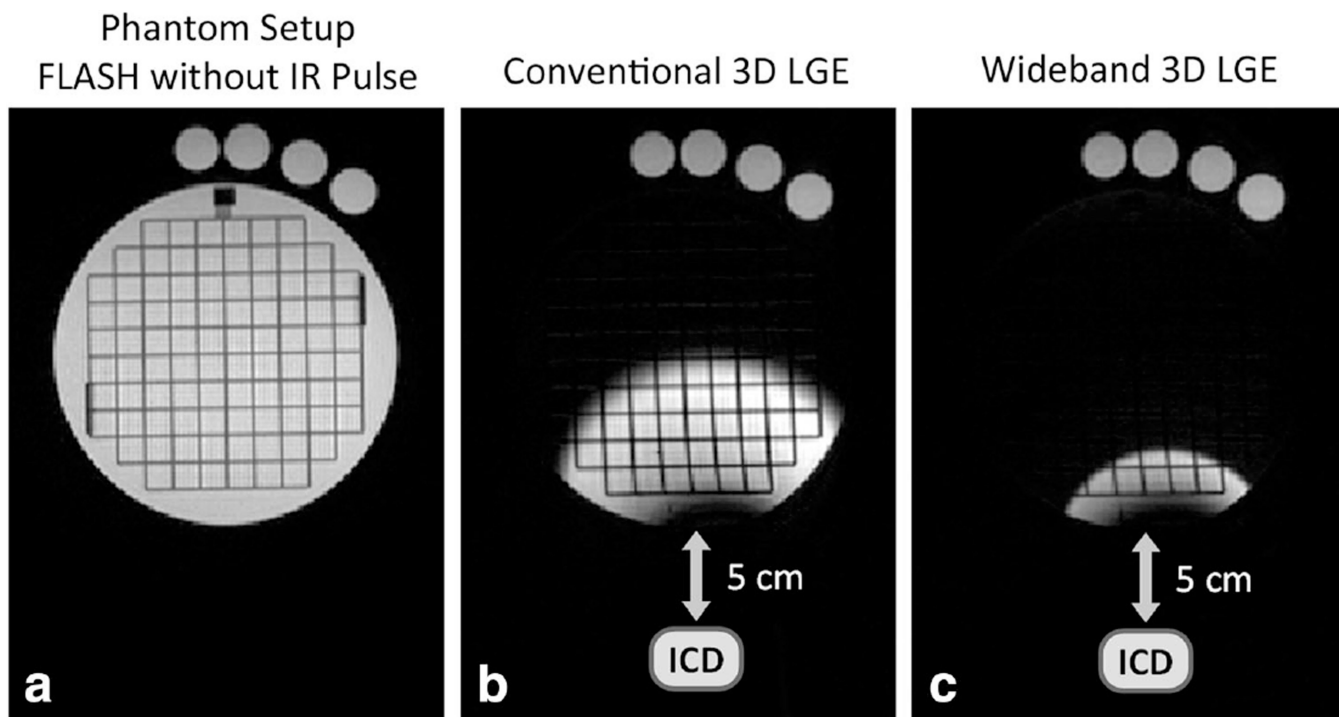 Phantom Setup
FLASH without IR Pulse
Conventional 3D LGE
Wideband 3D LGE
5 cm
5 cm
ICD
ICD
a
b
c